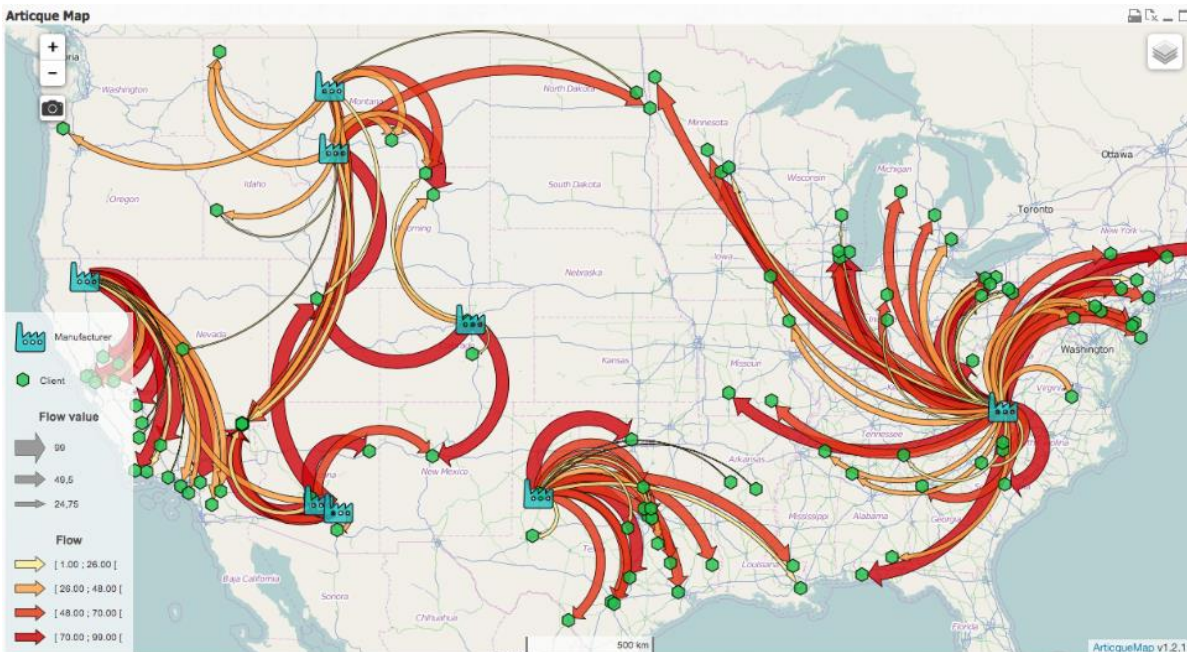 Articque Map
+
−
Washington
Montana
North Dakota
Minnesota
Ottawa
Oregon
Idaho
South Dakota
Wisconsin
Michigan
Toronto
New York
Nebraska
Iowa
Nevada
Kansas
Missouri
Washington
Virginia
New Mexico
Arkansas
Tennessee
Mississippi
Alabama
Georgia
Louisiana
Baja California
Sonora
Chihuahua
Florida
Manufacturer
Client
Flow value
99
49,5
24,75
Flow
[ 1.00 ; 26.00 [
[ 26.00 ; 48.00 [
[ 48.00 ; 70.00 [
[ 70.00 ; 99.00 [
500 km
ArticqueMap v1.2.1